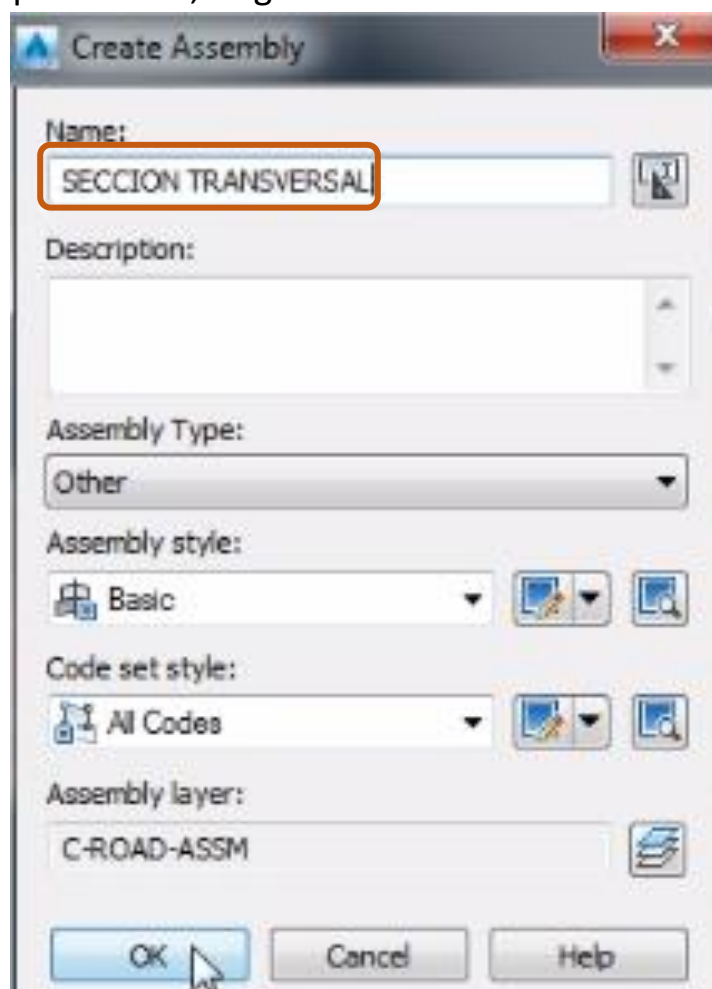 Create Assembly
Name:
SECCION TRANSVERSAL
Description:
Assembly Type:
Other
Assembly style:
Basic
Code set style:
All Codes
Assembly layer:
C-ROAD-ASSM
OK Cancel Help